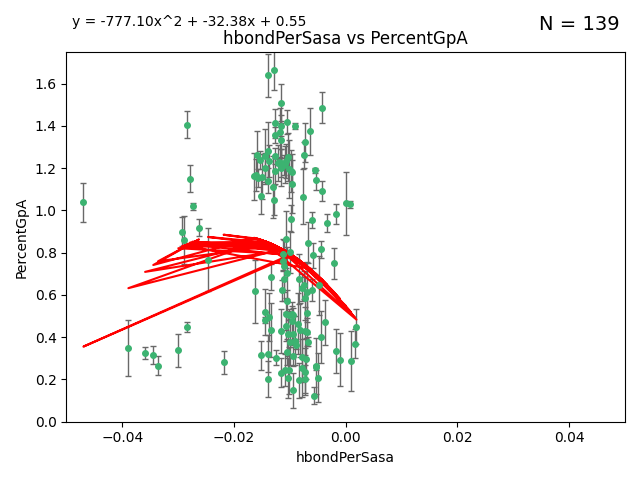 y = -777.10x^2 + -32.38x + 0.55
N = 139
hbondPerSasa vs PercentGpA
PercentGpA
1.6
1.4
1.2
1.0
0.8
0.6
0.4
0.2
0.0
−0.04
−0.02
0.00
0.02
0.04
hbondPerSasa